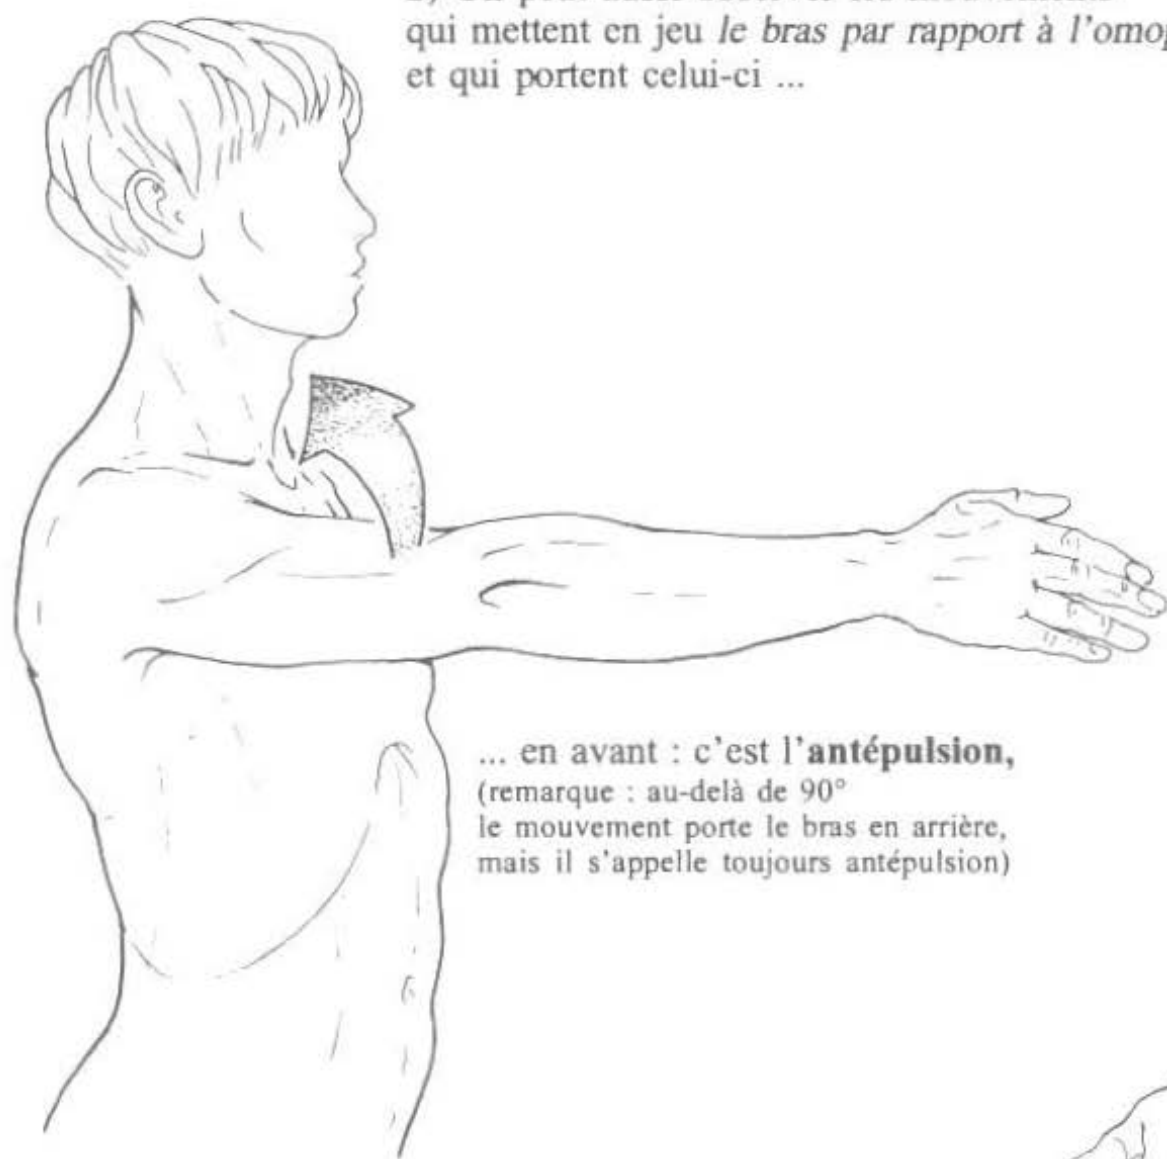 qui mettent en jeu le bras par rapport à l'omop
et qui portent celui-ci ...
... en avant : c'est l'antépulsion,
(remarque : au-delà de 90°
le mouvement porte le bras en arrière,
mais il s'appelle toujours antépulsion)